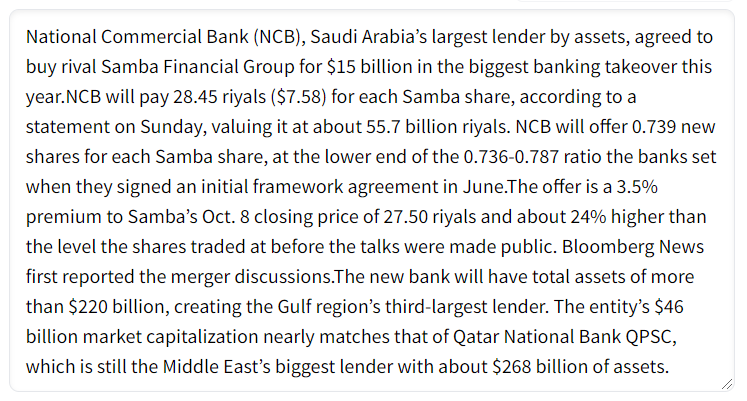 National Commercial Bank (NCB), Saudi Arabia’s largest lender by assets, agreed to
buy rival Samba Financial Group for $15 billion in the biggest banking takeover this
year.NCB will pay 28.45 riyals ($7.58) for each Samba share, according to a
statement on Sunday, valuing it at about 55.7 billion riyals. NCB will offer 0.739 new
shares for each Samba share, at the lower end of the 0.736-0.787 ratio the banks set
when they signed an initial framework agreement in June.The offer is a 3.5%
premium to Samba’s Oct. 8 closing price of 27.50 riyals and about 24% higher than
the level the shares traded at before the talks were made public. Bloomberg News
first reported the merger discussions.The new bank will have total assets of more
than $220 billion, creating the Gulf region’s third-largest lender. The entity’s $46
billion market capitalization nearly matches that of Qatar National Bank QPSC,
which is still the Middle East’s biggest lender with about $268 billion of assets.